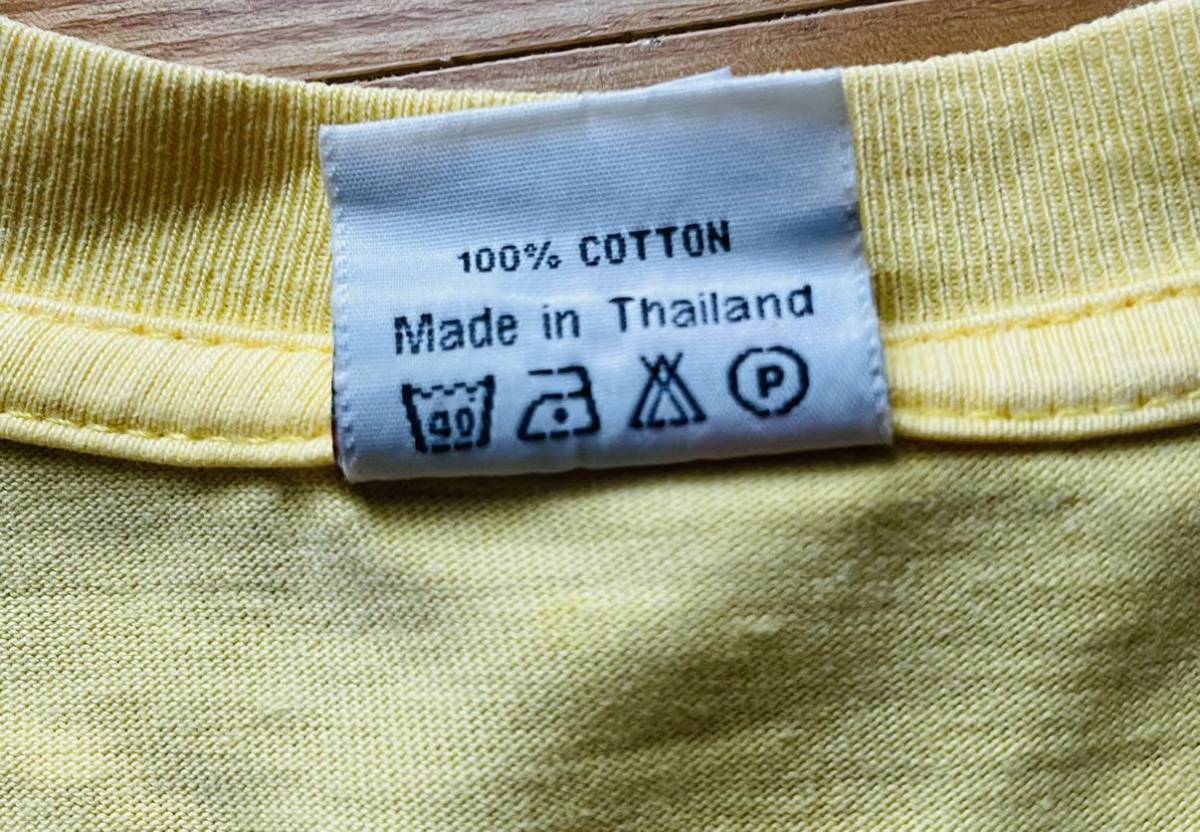 100% COTTON
Made in Thailand
40 P